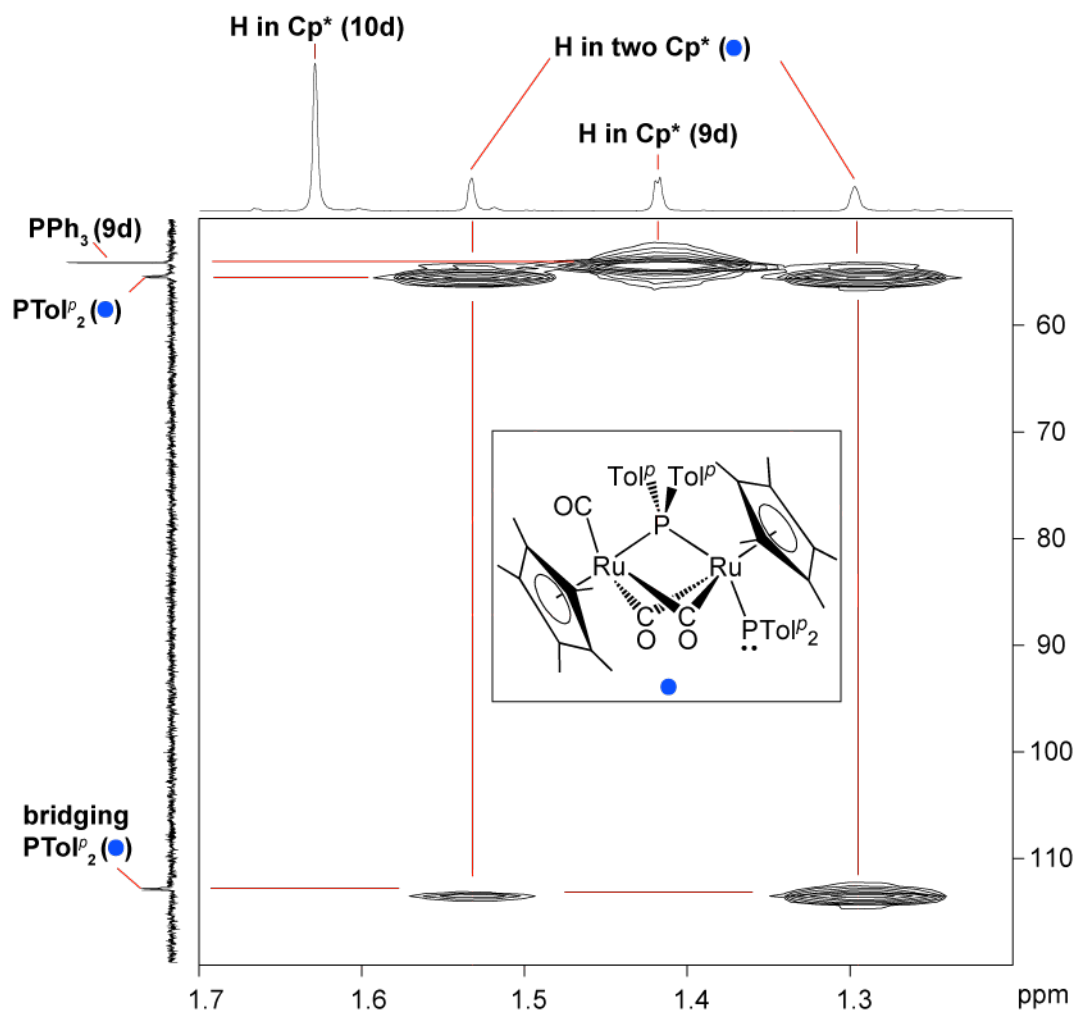 H in Cp* (10d)
H in two Cp* (●)
H in Cp* (9d)
PPh₃ (9d)
PTolᵖ₂ (●)
60
70
Tolᵖ Tolᵖ
OC
P
80
Ru Ru
C C
O O
PTolᵖ₂
••
90
●
100
bridging
PTolᵖ₂ (●)
110
1.7 1.6 1.5 1.4 1.3 ppm